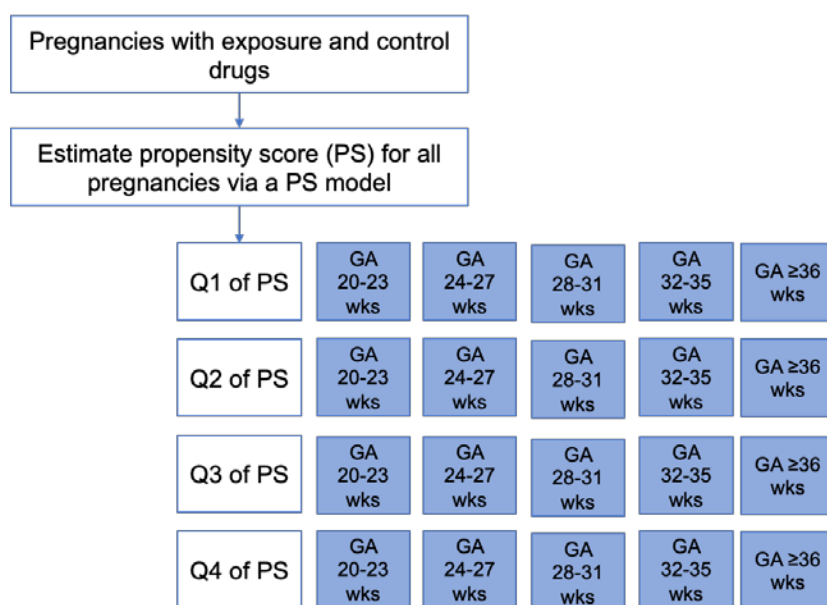 Pregnancies with exposure and control
drugs
Estimate propensity score (PS) for all
pregnancies via a PS model
Q1 of PS
GA
20-23
wks
GA
24-27
wks
GA
28-31
wks
GA
32-35
wks
GA ≥36
wks
Q2 of PS
GA
20-23
wks
GA
24-27
wks
GA
28-31
wks
GA
32-35
wks
GA ≥36
wks
Q3 of PS
GA
20-23
wks
GA
24-27
wks
GA
28-31
wks
GA
32-35
wks
GA ≥36
wks
Q4 of PS
GA
20-23
wks
GA
24-27
wks
GA
28-31
wks
GA
32-35
wks
GA ≥36
wks